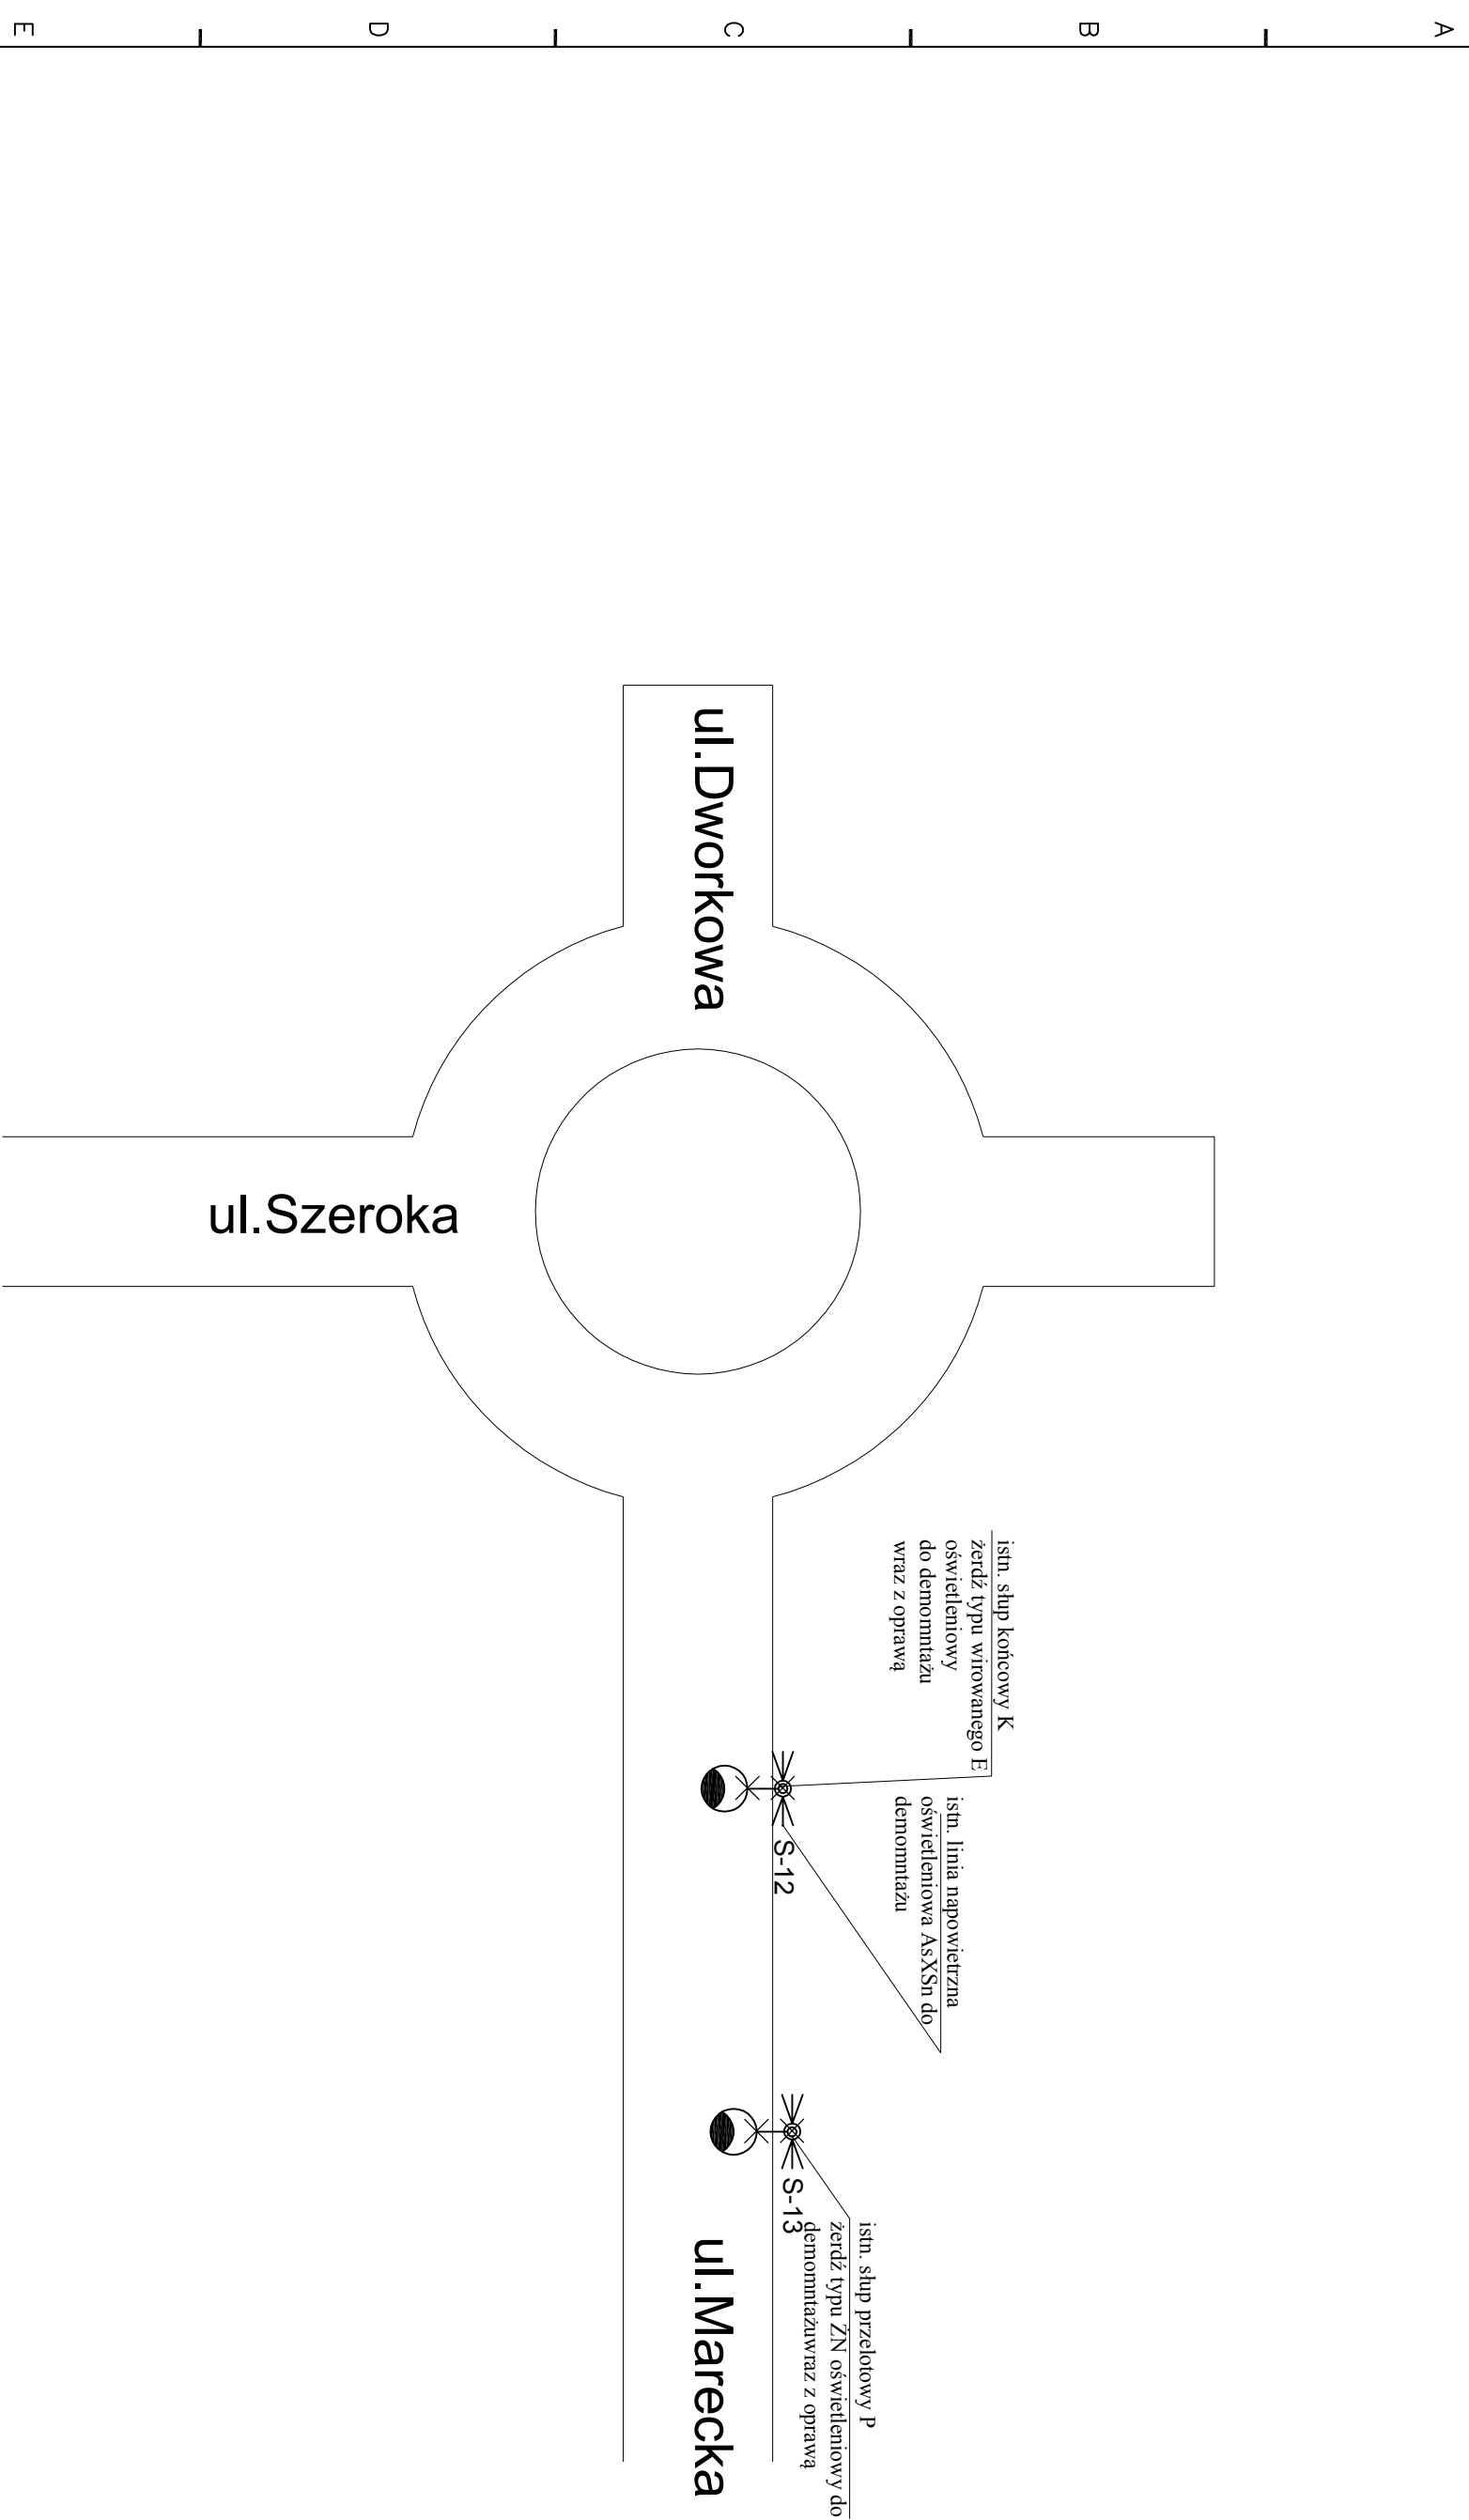 A
B
C
D
E
ul.Dworkowa
ul.Szeroka
istn. słup końcowy K
żerdź typu wirowanego E
oświetleniowy
do demomntażu
wraz z oprawą
istn. linia napowietrzna
oświetleniowa AsXSn do
demomntażu
S-12
S-13
istn. słup przelotowy P
żerdź typu ŻN oświetleniowy do
demomntażuwraz z oprawą
ul.Marecka